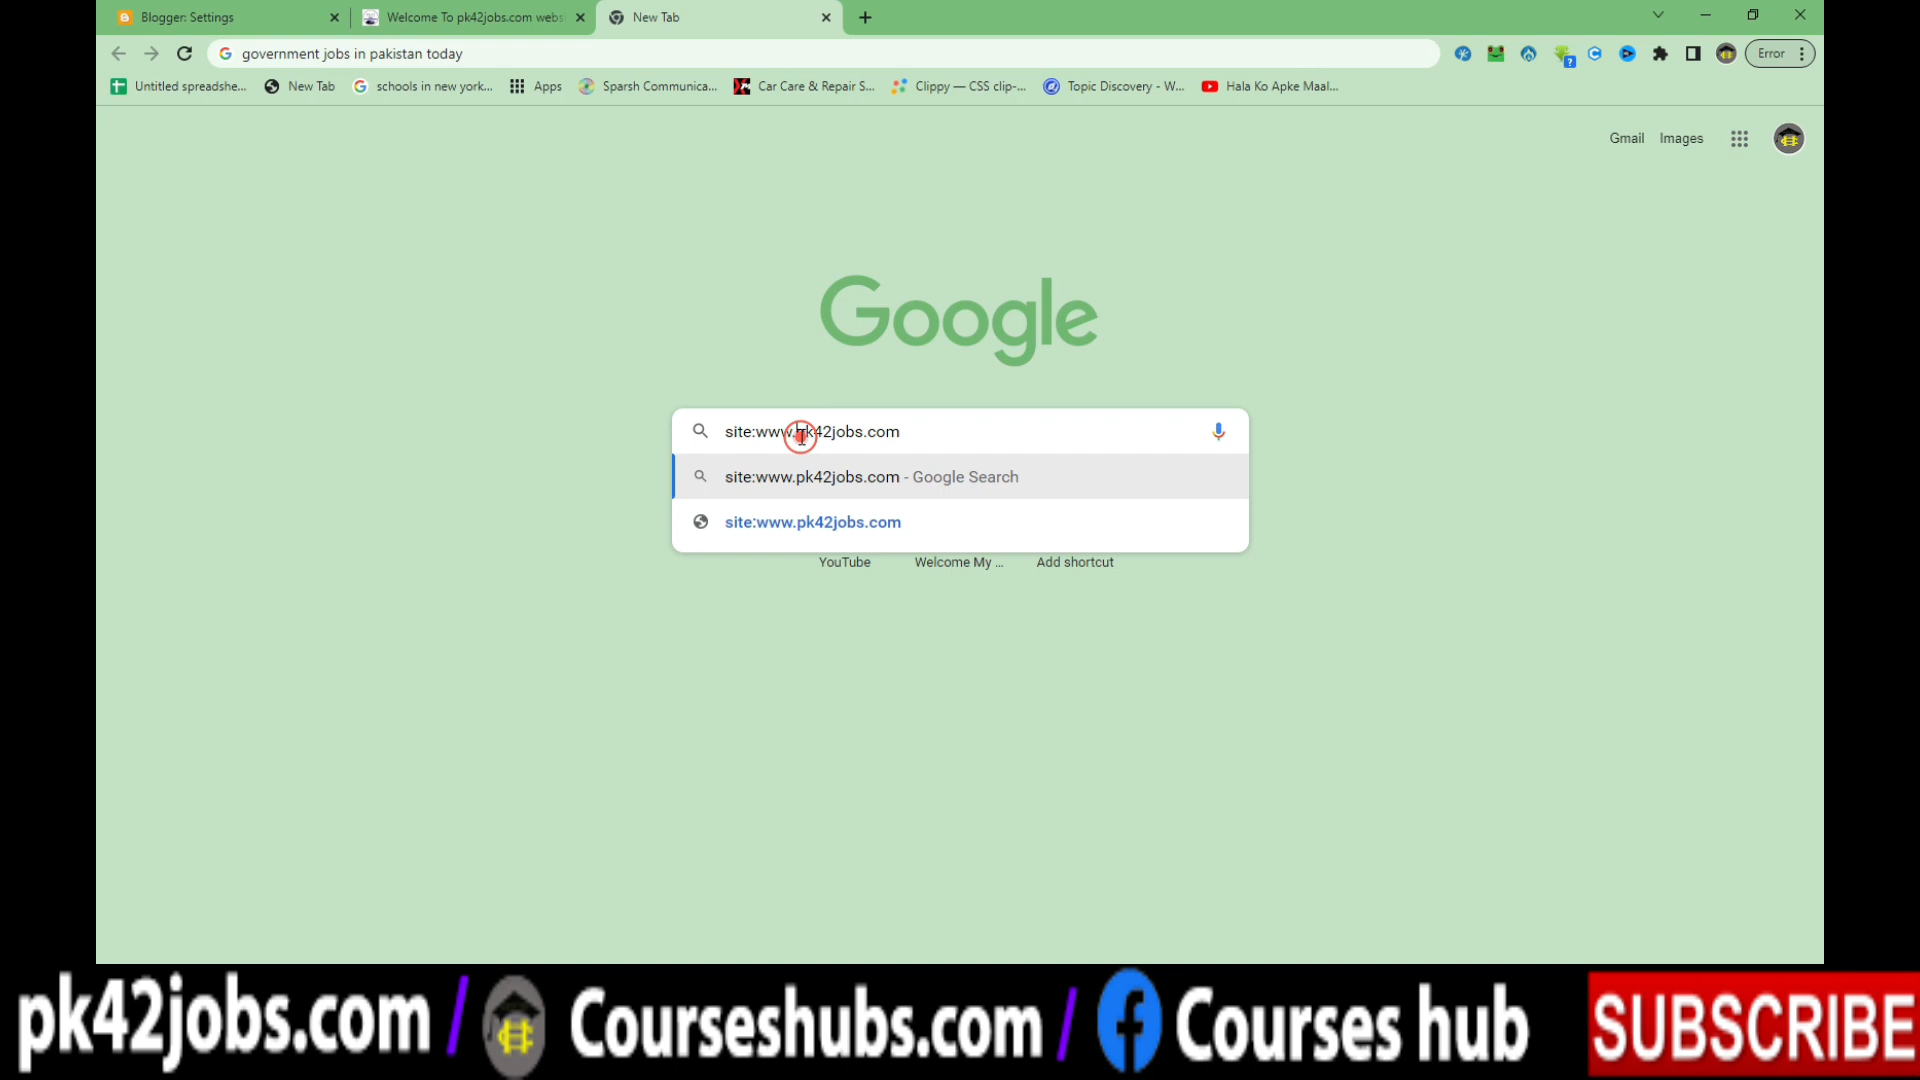 Blogger: Settings
Welcome To pk42jobs.com webs
New Tab
government jobs in pakistan today
Error
Untitled spreadshe...
New Tab
schools in new york...
Apps
Sparsh Communica...
Car Care & Repair S...
Clippy — CSS clip-...
Topic Discovery - W...
Hala Ko Apke Maal...
Gmail
Images
Google
site:www.pk42jobs.com
site:www.pk42jobs.com - Google Search
site:www.pk42jobs.com
YouTube
Welcome My ...
Add shortcut
pk42jobs.com / Courseshubs.com / Courses hub
SUBSCRIBE